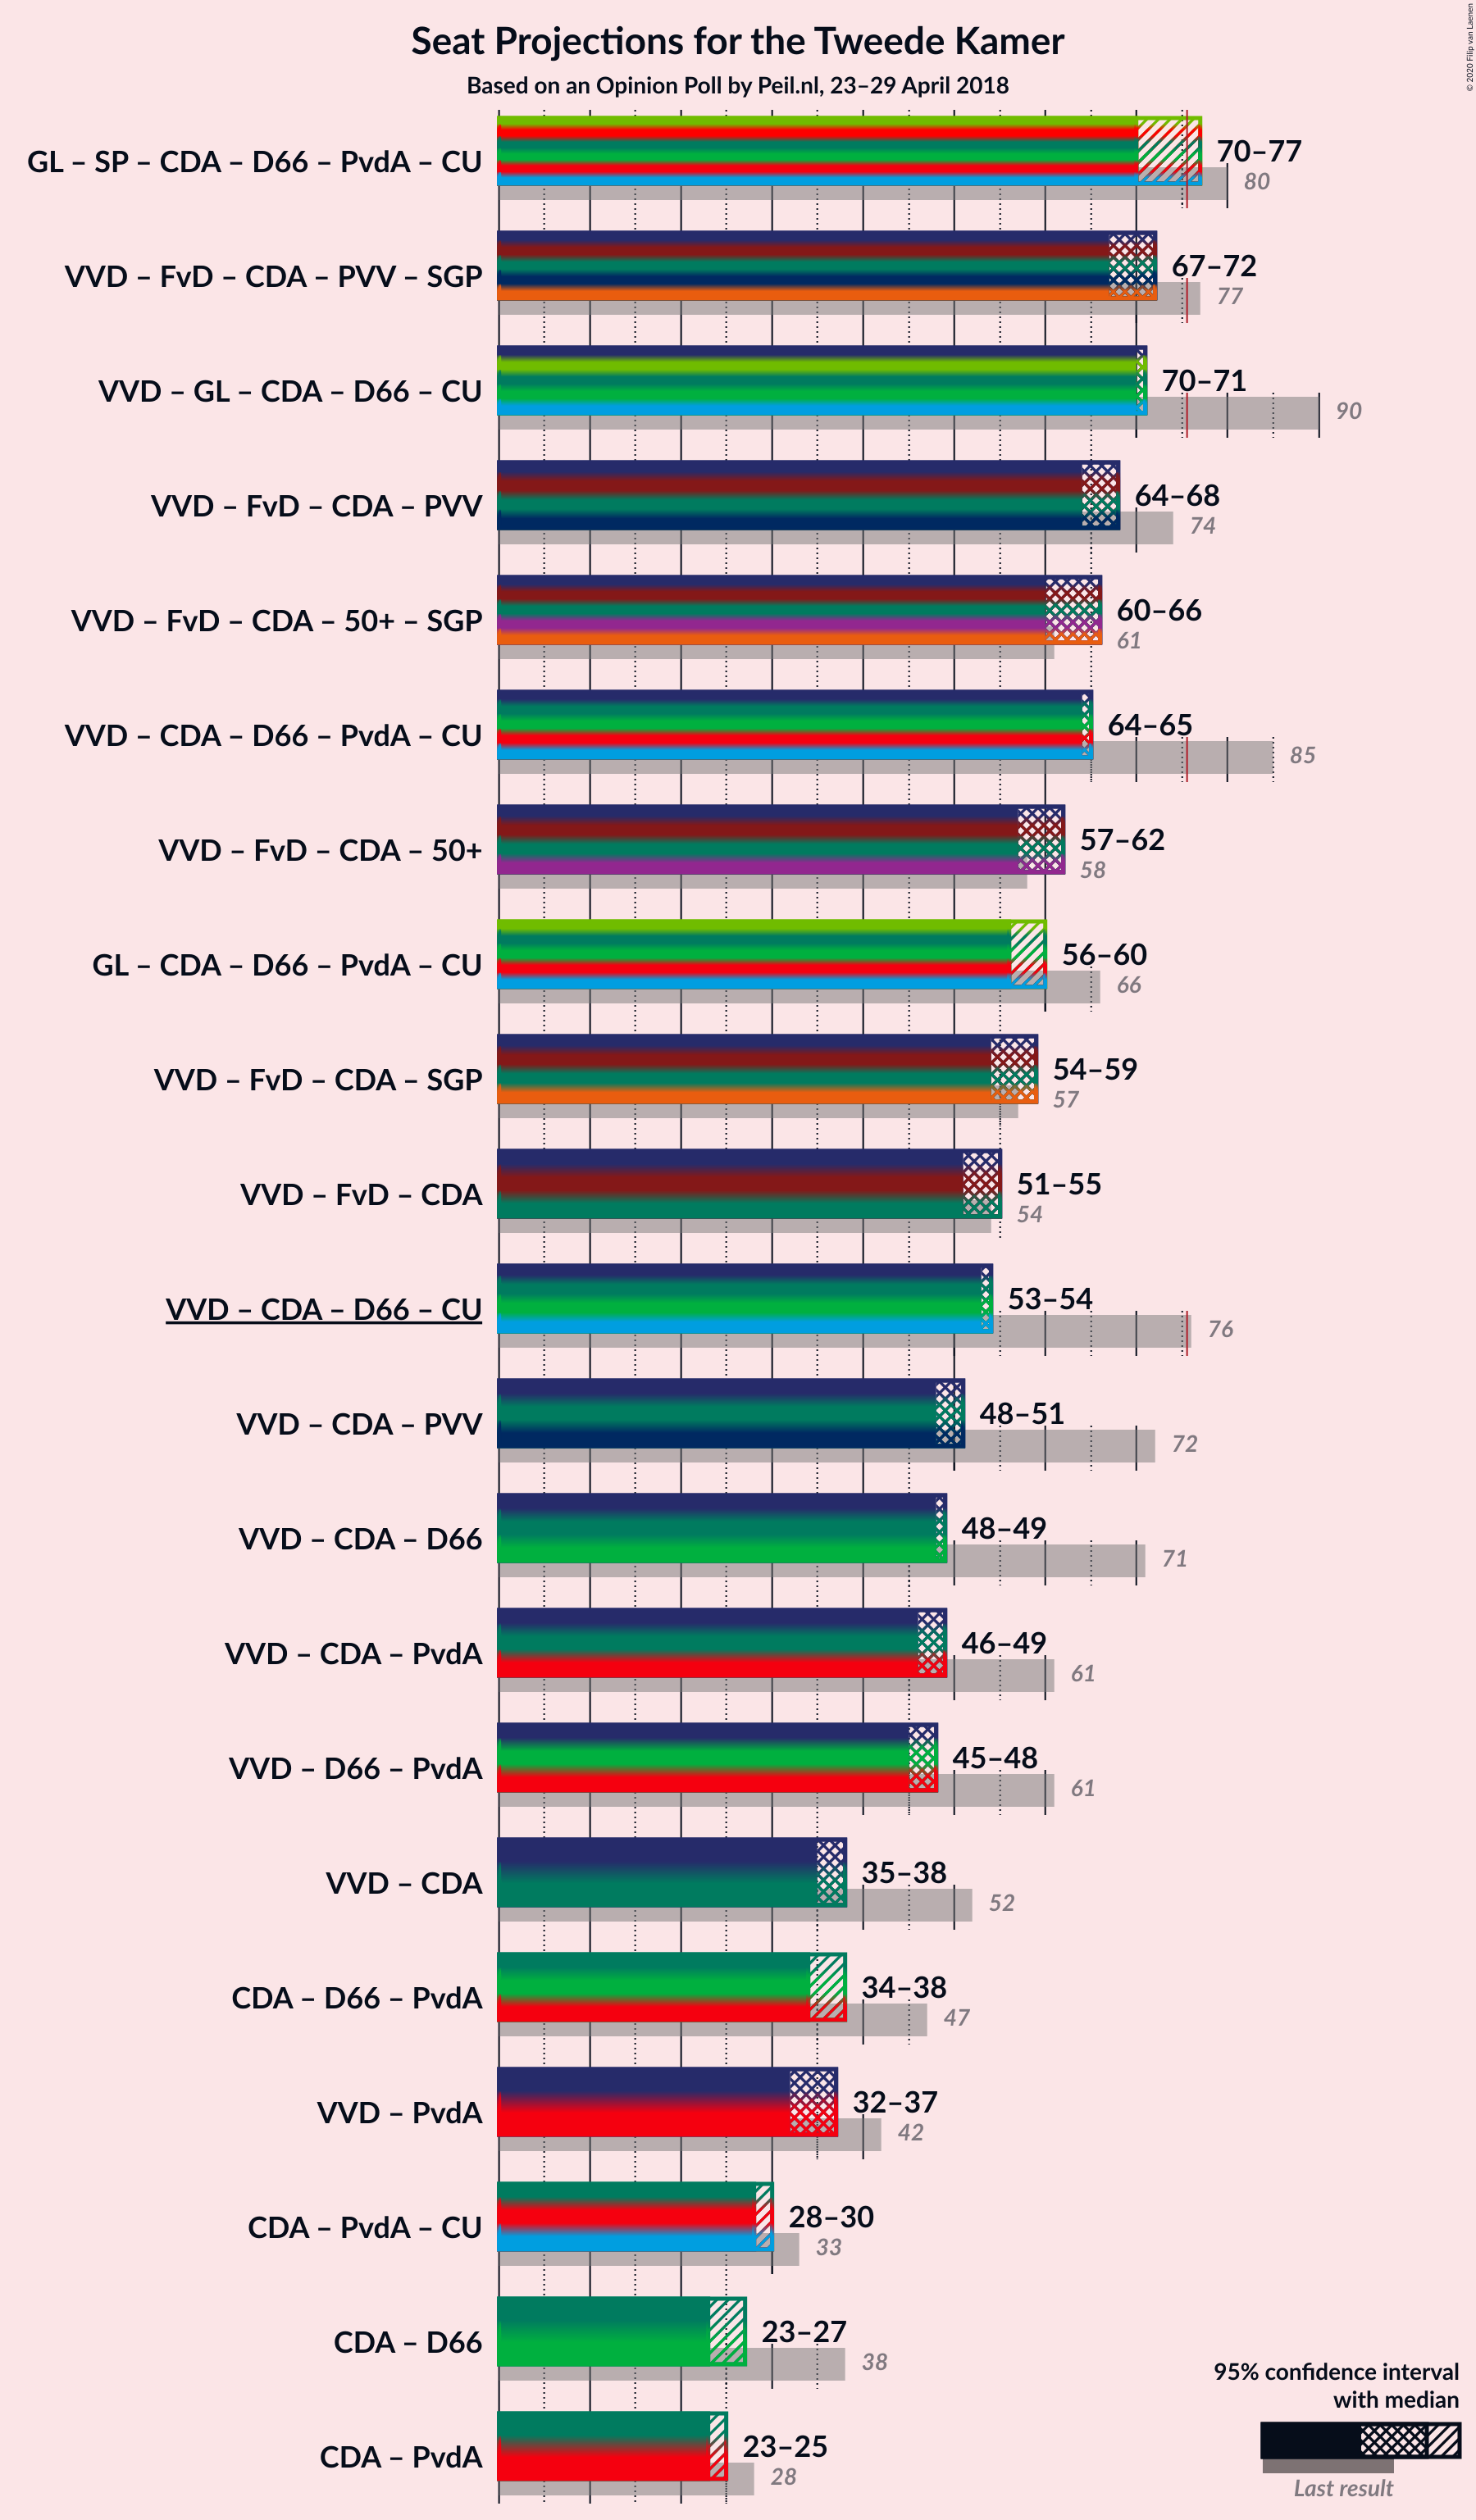 Seat Projections for the Tweede Kamer
Based on an Opinion Poll by Peil.nl, 23–29 April 2018
© 2020 Filip van Laenen
GL – SP – CDA – D66 – PvdA – CU
70–77
80
VVD – FvD – CDA – PVV – SGP
67–72
77
VVD – GL – CDA – D66 – CU
70–71
90
VVD – FvD – CDA – PVV
64–68
74
VVD – FvD – CDA – 50+ – SGP
60–66
61
VVD – CDA – D66 – PvdA – CU
64–65
85
VVD – FvD – CDA – 50+
57–62
58
GL – CDA – D66 – PvdA – CU
56–60
66
VVD – FvD – CDA – SGP
54–59
57
VVD – FvD – CDA
51–55
54
VVD – CDA – D66 – CU
53–54
76
VVD – CDA – PVV
48–51
72
VVD – CDA – D66
48–49
71
VVD – CDA – PvdA
46–49
61
VVD – D66 – PvdA
45–48
61
VVD – CDA
35–38
52
CDA – D66 – PvdA
34–38
47
VVD – PvdA
32–37
42
CDA – PvdA – CU
28–30
33
CDA – D66
23–27
38
CDA – PvdA
23–25
28
95% confidence interval
with median
Last result